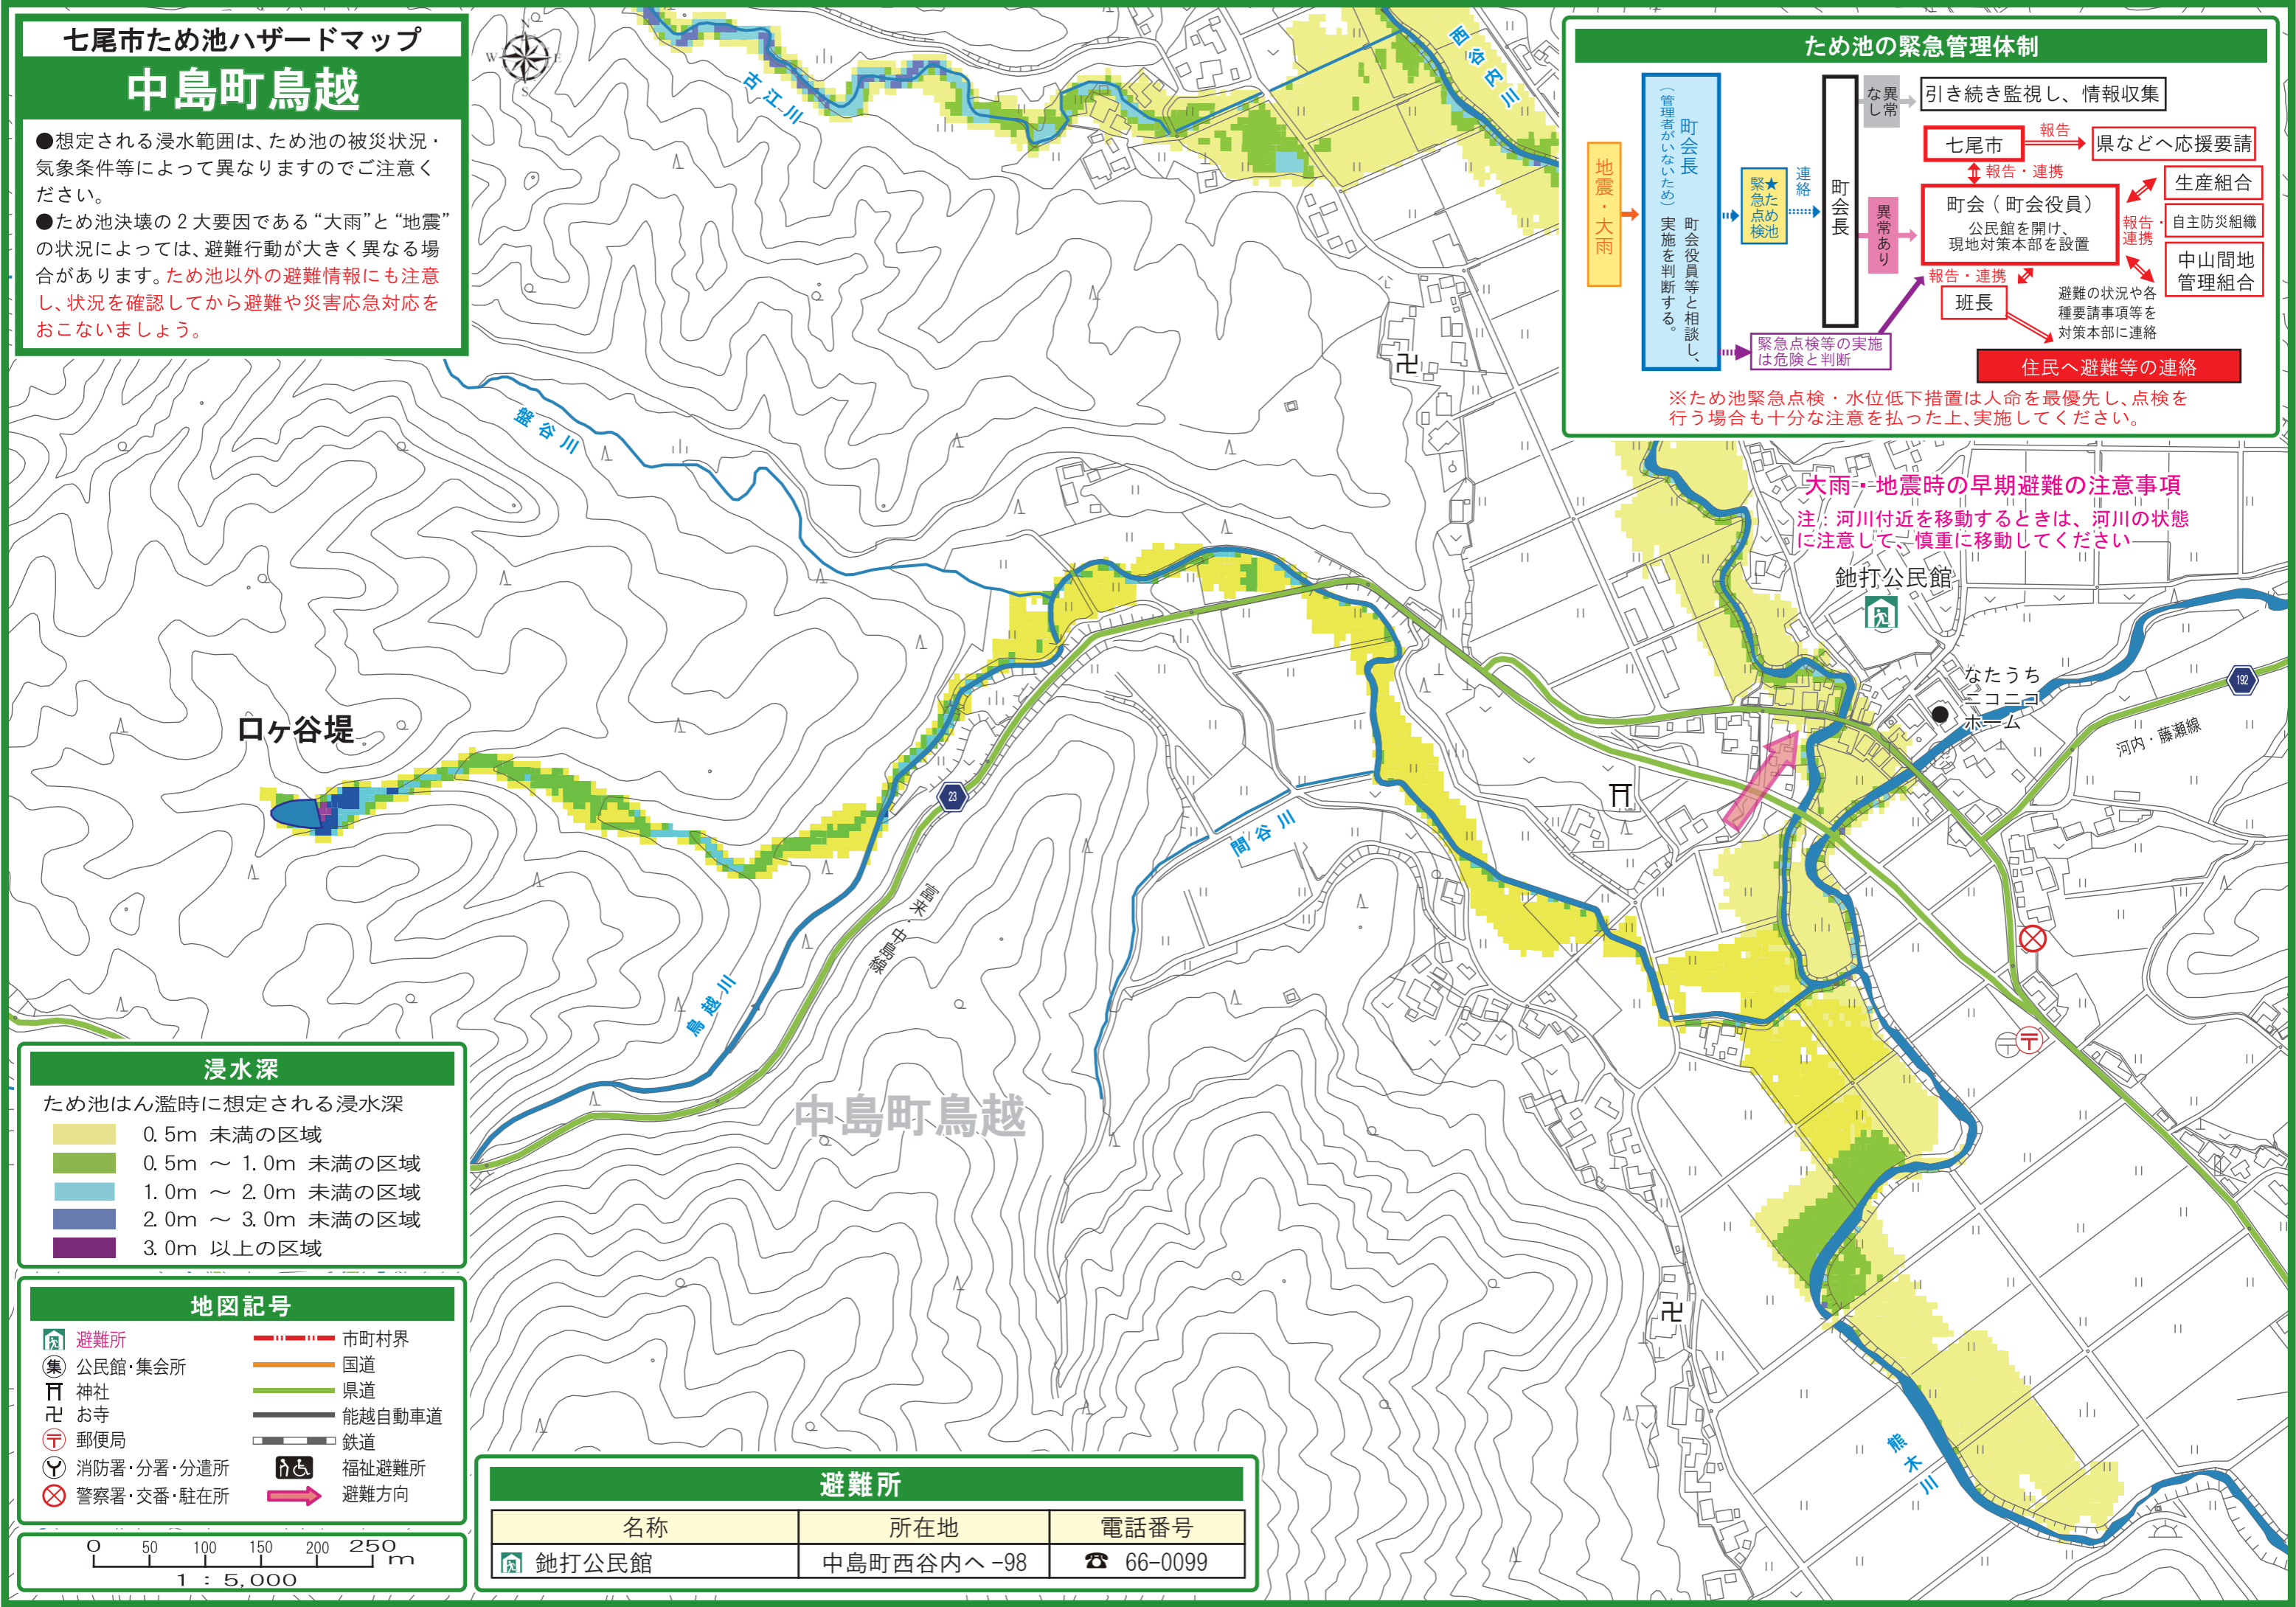 七尾市ため池ハザードマップ
中島町鳥越
●想定される浸水範囲は、ため池の被災状況・
気象条件等によって異なりますのでご注意く
ださい。
●ため池決壊の2大要因である“大雨”と“地震”
の状況によっては、避難行動が大きく異なる場
合があります。ため池以外の避難情報にも注意
し、状況を確認してから避難や災害応急対応を
おこないましょう。
N
W E
S
古江川
西谷内川
ため池の緊急管理体制
地震・大雨
町会長
(管理者がいないため)
町会役員等と相談し、
実施を判断する。
★ため池
緊急点検
連絡
町会長
異常
なし
引き続き監視し、情報収集
七尾市
報告
県などへ応援要請
報告・連携
異常あり
町会(町会役員)
公民館を開け、
現地対策本部を設置
報告・
連携
生産組合
自主防災組織
中山間地
管理組合
報告・連携
班長
避難の状況や各
種要請事項等を
対策本部に連絡
緊急点検等の実施
は危険と判断
住民へ避難等の連絡
※ため池緊急点検・水位低下措置は人命を最優先し、点検を
行う場合も十分な注意を払った上、実施してください。
盤谷川
大雨・地震時の早期避難の注意事項
注:河川付近を移動するときは、河川の状態
に注意して、慎重に移動してください
鉇打公民館
なたうち
ニコニコ
ホーム
192
河内・藤瀬線
口ヶ谷堤
23
間谷川
富来・中島線
鳥越川
中島町鳥越
〒
熊木川
浸水深
ため池はん濫時に想定される浸水深
0.5m 未満の区域
0.5m ～ 1.0m 未満の区域
1.0m ～ 2.0m 未満の区域
2.0m ～ 3.0m 未満の区域
3.0m 以上の区域
地図記号
避難所
集 公民館・集会所
神社
卍 お寺
〒 郵便局
消防署・分署・分遣所
警察署・交番・駐在所
市町村界
国道
県道
能越自動車道
鉄道
福祉避難所
避難方向
0 50 100 150 200 250 m
1 : 5,000
避難所
名称 所在地 電話番号
鉇打公民館 中島町西谷内ヘ-98 ☎ 66-0099